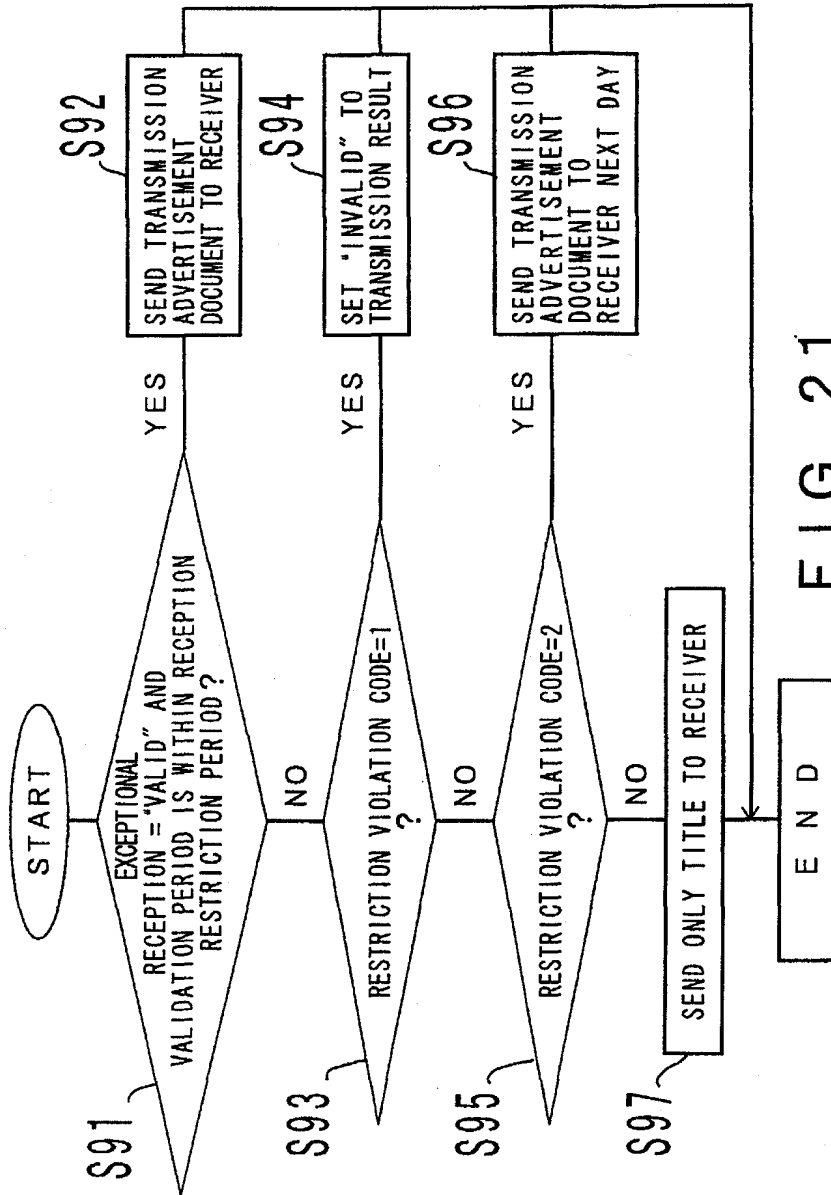 START
S91
EXCEPTIONAL
RECEPTION = "VALID" AND
VALIDATION PERIOD IS WITHIN RECEPTION
RESTRICTION PERIOD?
YES
S92
SEND TRANSMISSION
ADVERTISEMENT
DOCUMENT TO RECEIVER
NO
S93
RESTRICTION VIOLATION CODE=1
?
YES
S94
SET "INVALID" TO
TRANSMISSION RESULT
NO
S95
RESTRICTION VIOLATION CODE=2
?
YES
S96
SEND TRANSMISSION
ADVERTISEMENT
DOCUMENT TO
RECEIVER NEXT DAY
NO
S97
SEND ONLY TITLE TO RECEIVER
END
FIG. 21